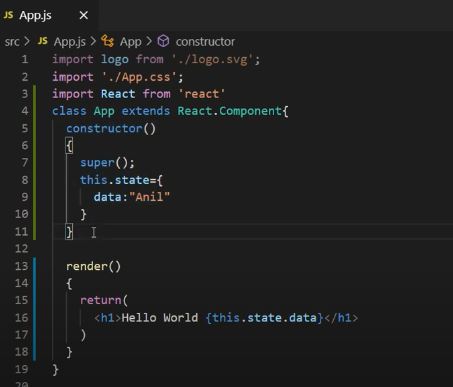 JS App.js ×
src > JS App.js > App > constructor
1 import logo from './logo.svg';
2 import './App.css';
3 import React from 'react'
4 class App extends React.Component{
5 constructor()
6 {
7 super();
8 this.state={
9 data:"Anil"
10 }
11 }
12
13 render()
14 {
15 return(
16 <h1>Hello World {this.state.data}</h1>
17 )
18 }
19 }
20